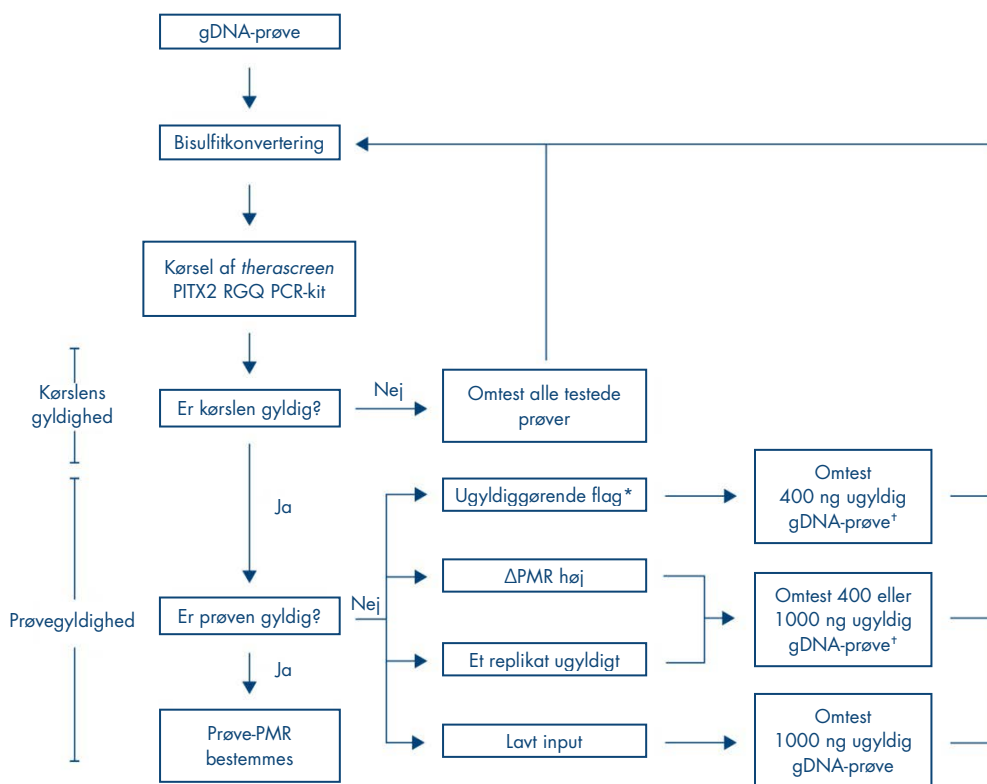 gDNA-prøve
Bisulfitkonvertering
Kørsel af therascreen
PITX2 RGQ PCR-kit
Kørslens
gyldighed
Er kørslen gyldig?
Nej
Omtest alle testede
prøver
Ja
Ugyldiggørende flag*
Omtest
400 ng ugyldig
gDNA-prøve†
ΔPMR høj
Prøvegyldighed
Er prøven gyldig?
Nej
Omtest 400 eller
1000 ng ugyldig
gDNA-prøve†
Et replikat ugyldigt
Ja
Prøve-PMR
bestemmes
Lavt input
Omtest
1000 ng ugyldig
gDNA-prøve